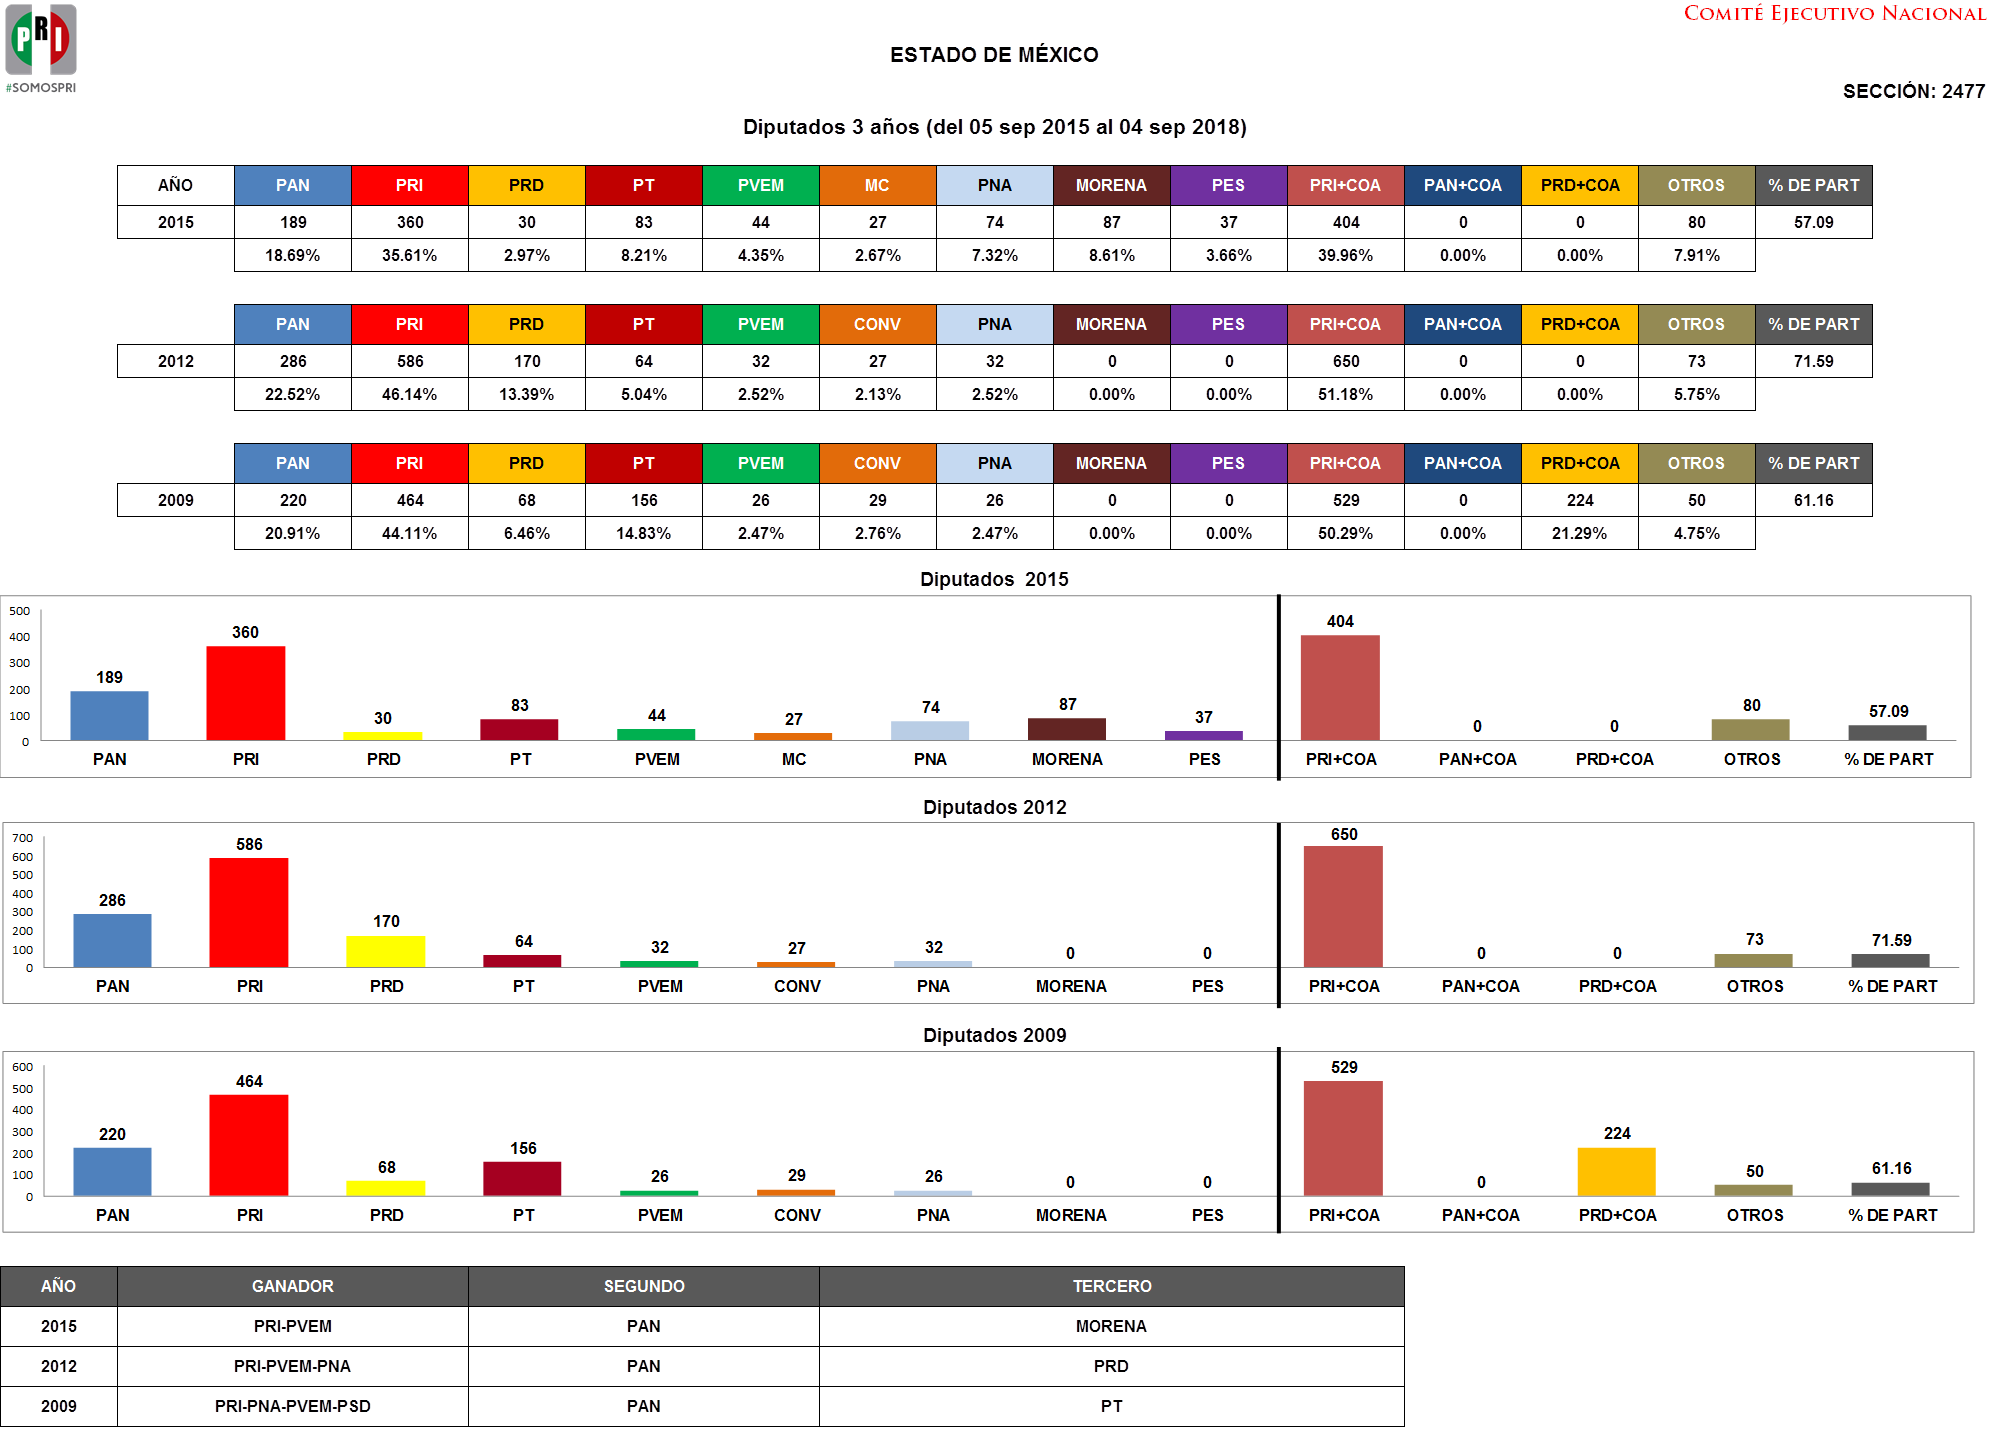 PRI
#SOMOSPRI
COMITÉ EJECUTIVO NACIONAL
ESTADO DE MÉXICO
SECCIÓN: 2477
Diputados 3 años (del 05 sep 2015 al 04 sep 2018)
AÑO PAN PRI PRD PT PVEM MC PNA MORENA PES PRI+COA PAN+COA PRD+COA OTROS % DE PART
2015 189 360 30 83 44 27 74 87 37 404 0 0 80 57.09
18.69% 35.61% 2.97% 8.21% 4.35% 2.67% 7.32% 8.61% 3.66% 39.96% 0.00% 0.00% 7.91%
PAN PRI PRD PT PVEM CONV PNA MORENA PES PRI+COA PAN+COA PRD+COA OTROS % DE PART
2012 286 586 170 64 32 27 32 0 0 650 0 0 73 71.59
22.52% 46.14% 13.39% 5.04% 2.52% 2.13% 2.52% 0.00% 0.00% 51.18% 0.00% 0.00% 5.75%
PAN PRI PRD PT PVEM CONV PNA MORENA PES PRI+COA PAN+COA PRD+COA OTROS % DE PART
2009 220 464 68 156 26 29 26 0 0 529 0 224 50 61.16
20.91% 44.11% 6.46% 14.83% 2.47% 2.76% 2.47% 0.00% 0.00% 50.29% 0.00% 21.29% 4.75%
Diputados 2015
500
400
300
200
100
0
189 360 30 83 44 27 74 87 37 404 0 0 80 57.09
PAN PRI PRD PT PVEM MC PNA MORENA PES PRI+COA PAN+COA PRD+COA OTROS % DE PART
Diputados 2012
700
600
500
400
300
200
100
0
286 586 170 64 32 27 32 0 0 650 0 0 73 71.59
PAN PRI PRD PT PVEM CONV PNA MORENA PES PRI+COA PAN+COA PRD+COA OTROS % DE PART
Diputados 2009
600
500
400
300
200
100
0
220 464 68 156 26 29 26 0 0 529 0 224 50 61.16
PAN PRI PRD PT PVEM CONV PNA MORENA PES PRI+COA PAN+COA PRD+COA OTROS % DE PART
AÑO GANADOR SEGUNDO TERCERO
2015 PRI-PVEM PAN MORENA
2012 PRI-PVEM-PNA PAN PRD
2009 PRI-PNA-PVEM-PSD PAN PT